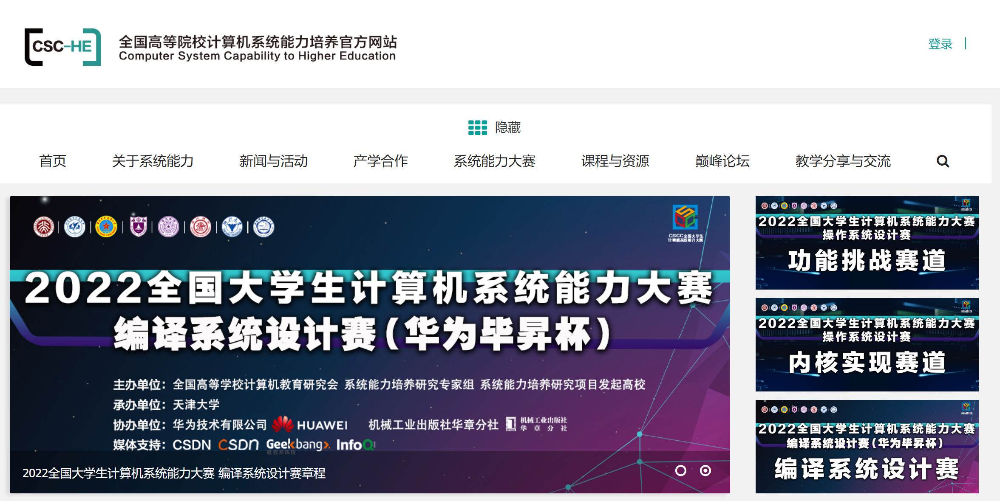 CSC-HE
全国高等院校计算机系统能力培养官方网站
Computer System Capability to Higher Education
登录
隐藏
首页 关于系统能力 新闻与活动 产学合作 系统能力大赛 课程与资源 巅峰论坛 教学分享与交流
CSCC全国大学生
计算机系统能力大赛
2022全国大学生计算机系统能力大赛
编译系统设计赛(华为毕昇杯)
主办单位：全国高等学校计算机教育研究会 系统能力培养研究专家组 系统能力培养研究项目发起高校
承办单位：天津大学
协办单位：华为技术有限公司 HUAWEI 机械工业出版社华章分社 机械工业出版社
华章分社
媒体支持：CSDN CSDN Geekbang> InfoQ
极客邦科技
2022全国大学生计算机系统能力大赛 编译系统设计赛章程
2022全国大学生计算机系统能力大赛
操作系统设计赛
功能挑战赛道
2022全国大学生计算机系统能力大赛
操作系统设计赛
内核实现赛道
2022全国大学生计算机系统能力大赛
编译系统设计赛(华为毕昇杯)
编译系统设计赛